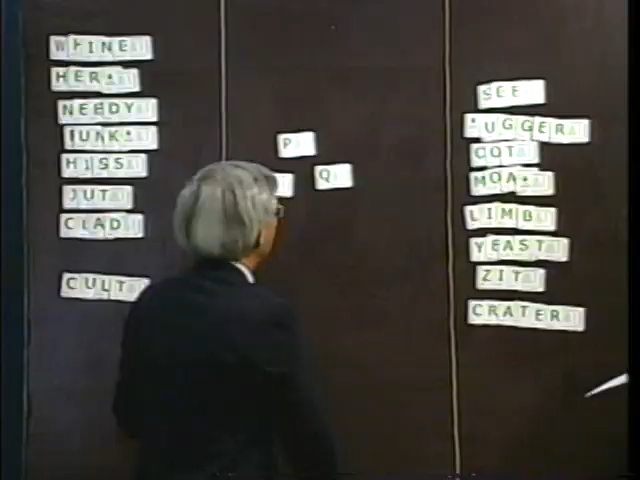 WHINE
HER*
NEEDY
JUNK*
HISS
JUT
CLAD
CULT
P
Q
SEE
*UGGER
COT
MOA*
LIMB
YEAST
ZIT
CRATER